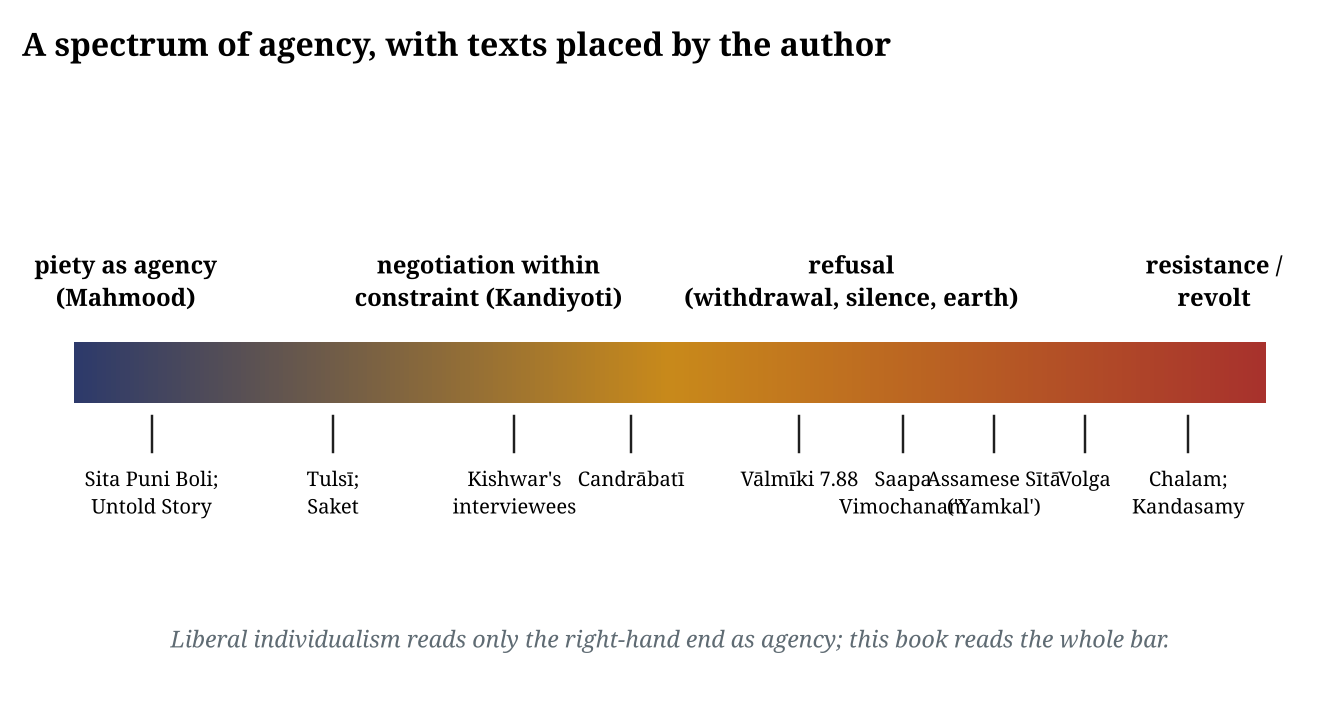 A spectrum of agency, with texts placed by the author
piety as agency
(Mahmood)
negotiation within
constraint (Kandiyoti)
refusal
(withdrawal, silence, earth)
resistance /
revolt
Sita Puni Boli;
Untold Story
Tulsī;
Saket
Kishwar's
interviewees
Candrābatī
Vālmīki 7.88
Saapa
Vimochanam
Assamese Sītā
('Yamkal')
Volga
Chalam;
Kandasamy
Liberal individualism reads only the right-hand end as agency; this book reads the whole bar.